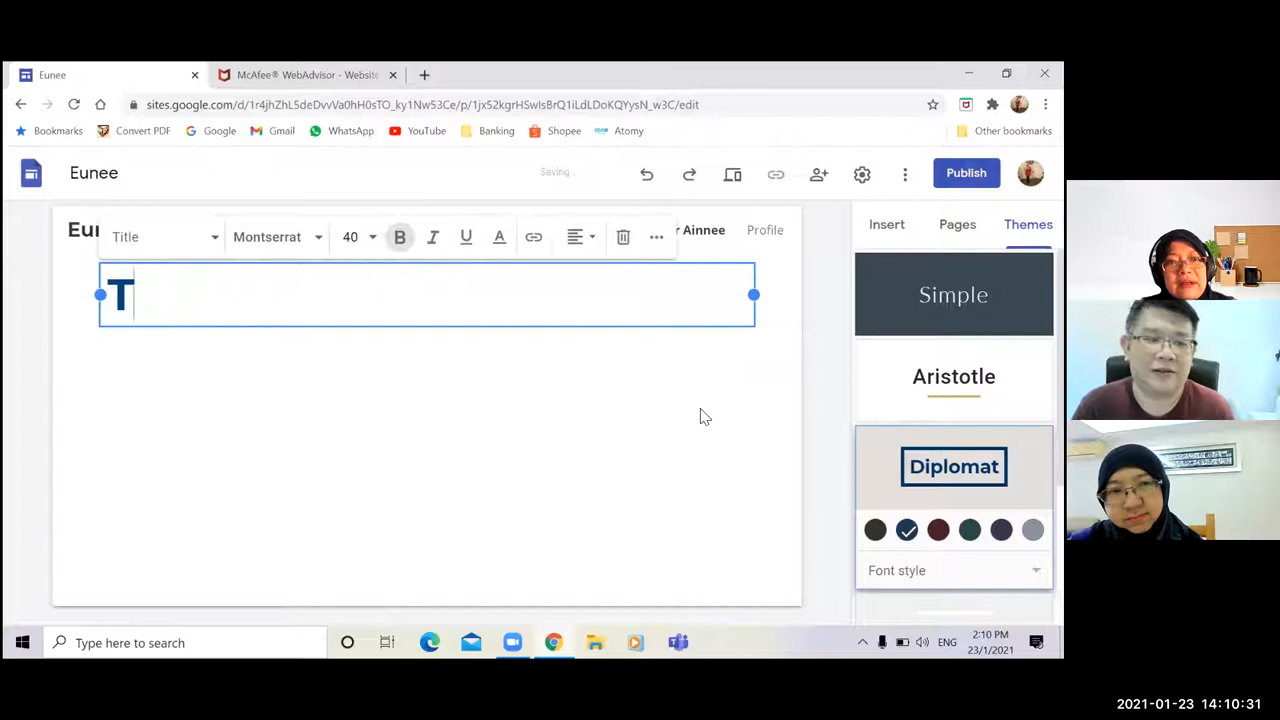 Eunee
McAfee® WebAdvisor - Website
sites.google.com/d/1r4jhZhL5deDvvVa0hH0sTO_ky1Nw53Ce/p/1jx52kgrHSwIsBrQ1iLdLDoKQYysN_w3C/edit
Bookmarks Convert PDF Google Gmail WhatsApp YouTube Banking Shopee Atomy Other bookmarks
Eunee Saving... Publish
Insert Pages Themes
Eur Ainnee Profile
Title Montserrat 40 B I U A
T
Simple
Aristotle
Diplomat
Font style
Type here to search
ENG
2:10 PM
23/1/2021
2021-01-23 14:10:31